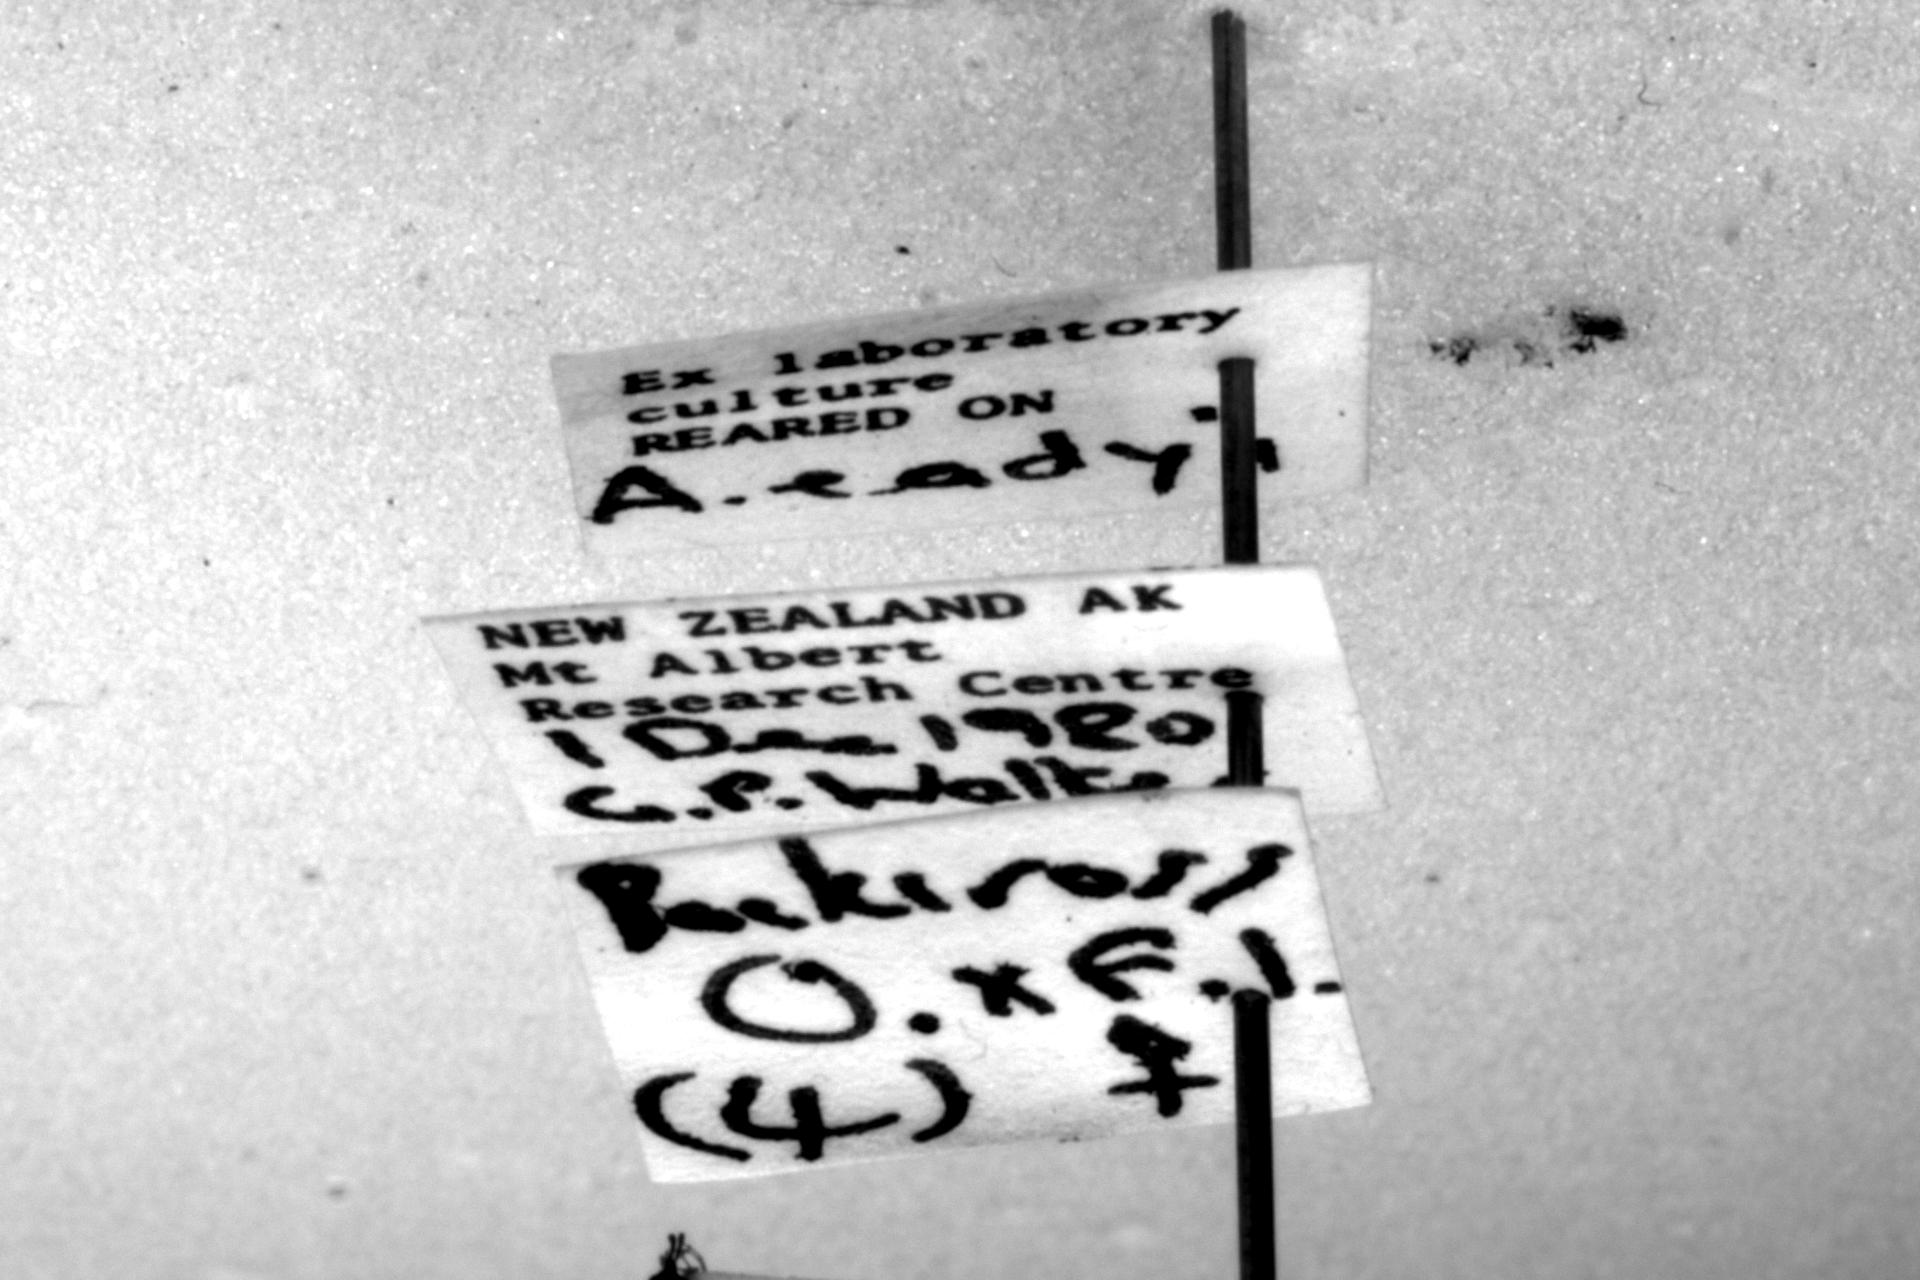 Ex laboratory
culture
REARED ON
A. eadyi
NEW ZEALAND AK
Mt Albert
Research Centre
1 Dec 1980
G.P. Walker
Backcross
O. x F.1.
(4) ♀